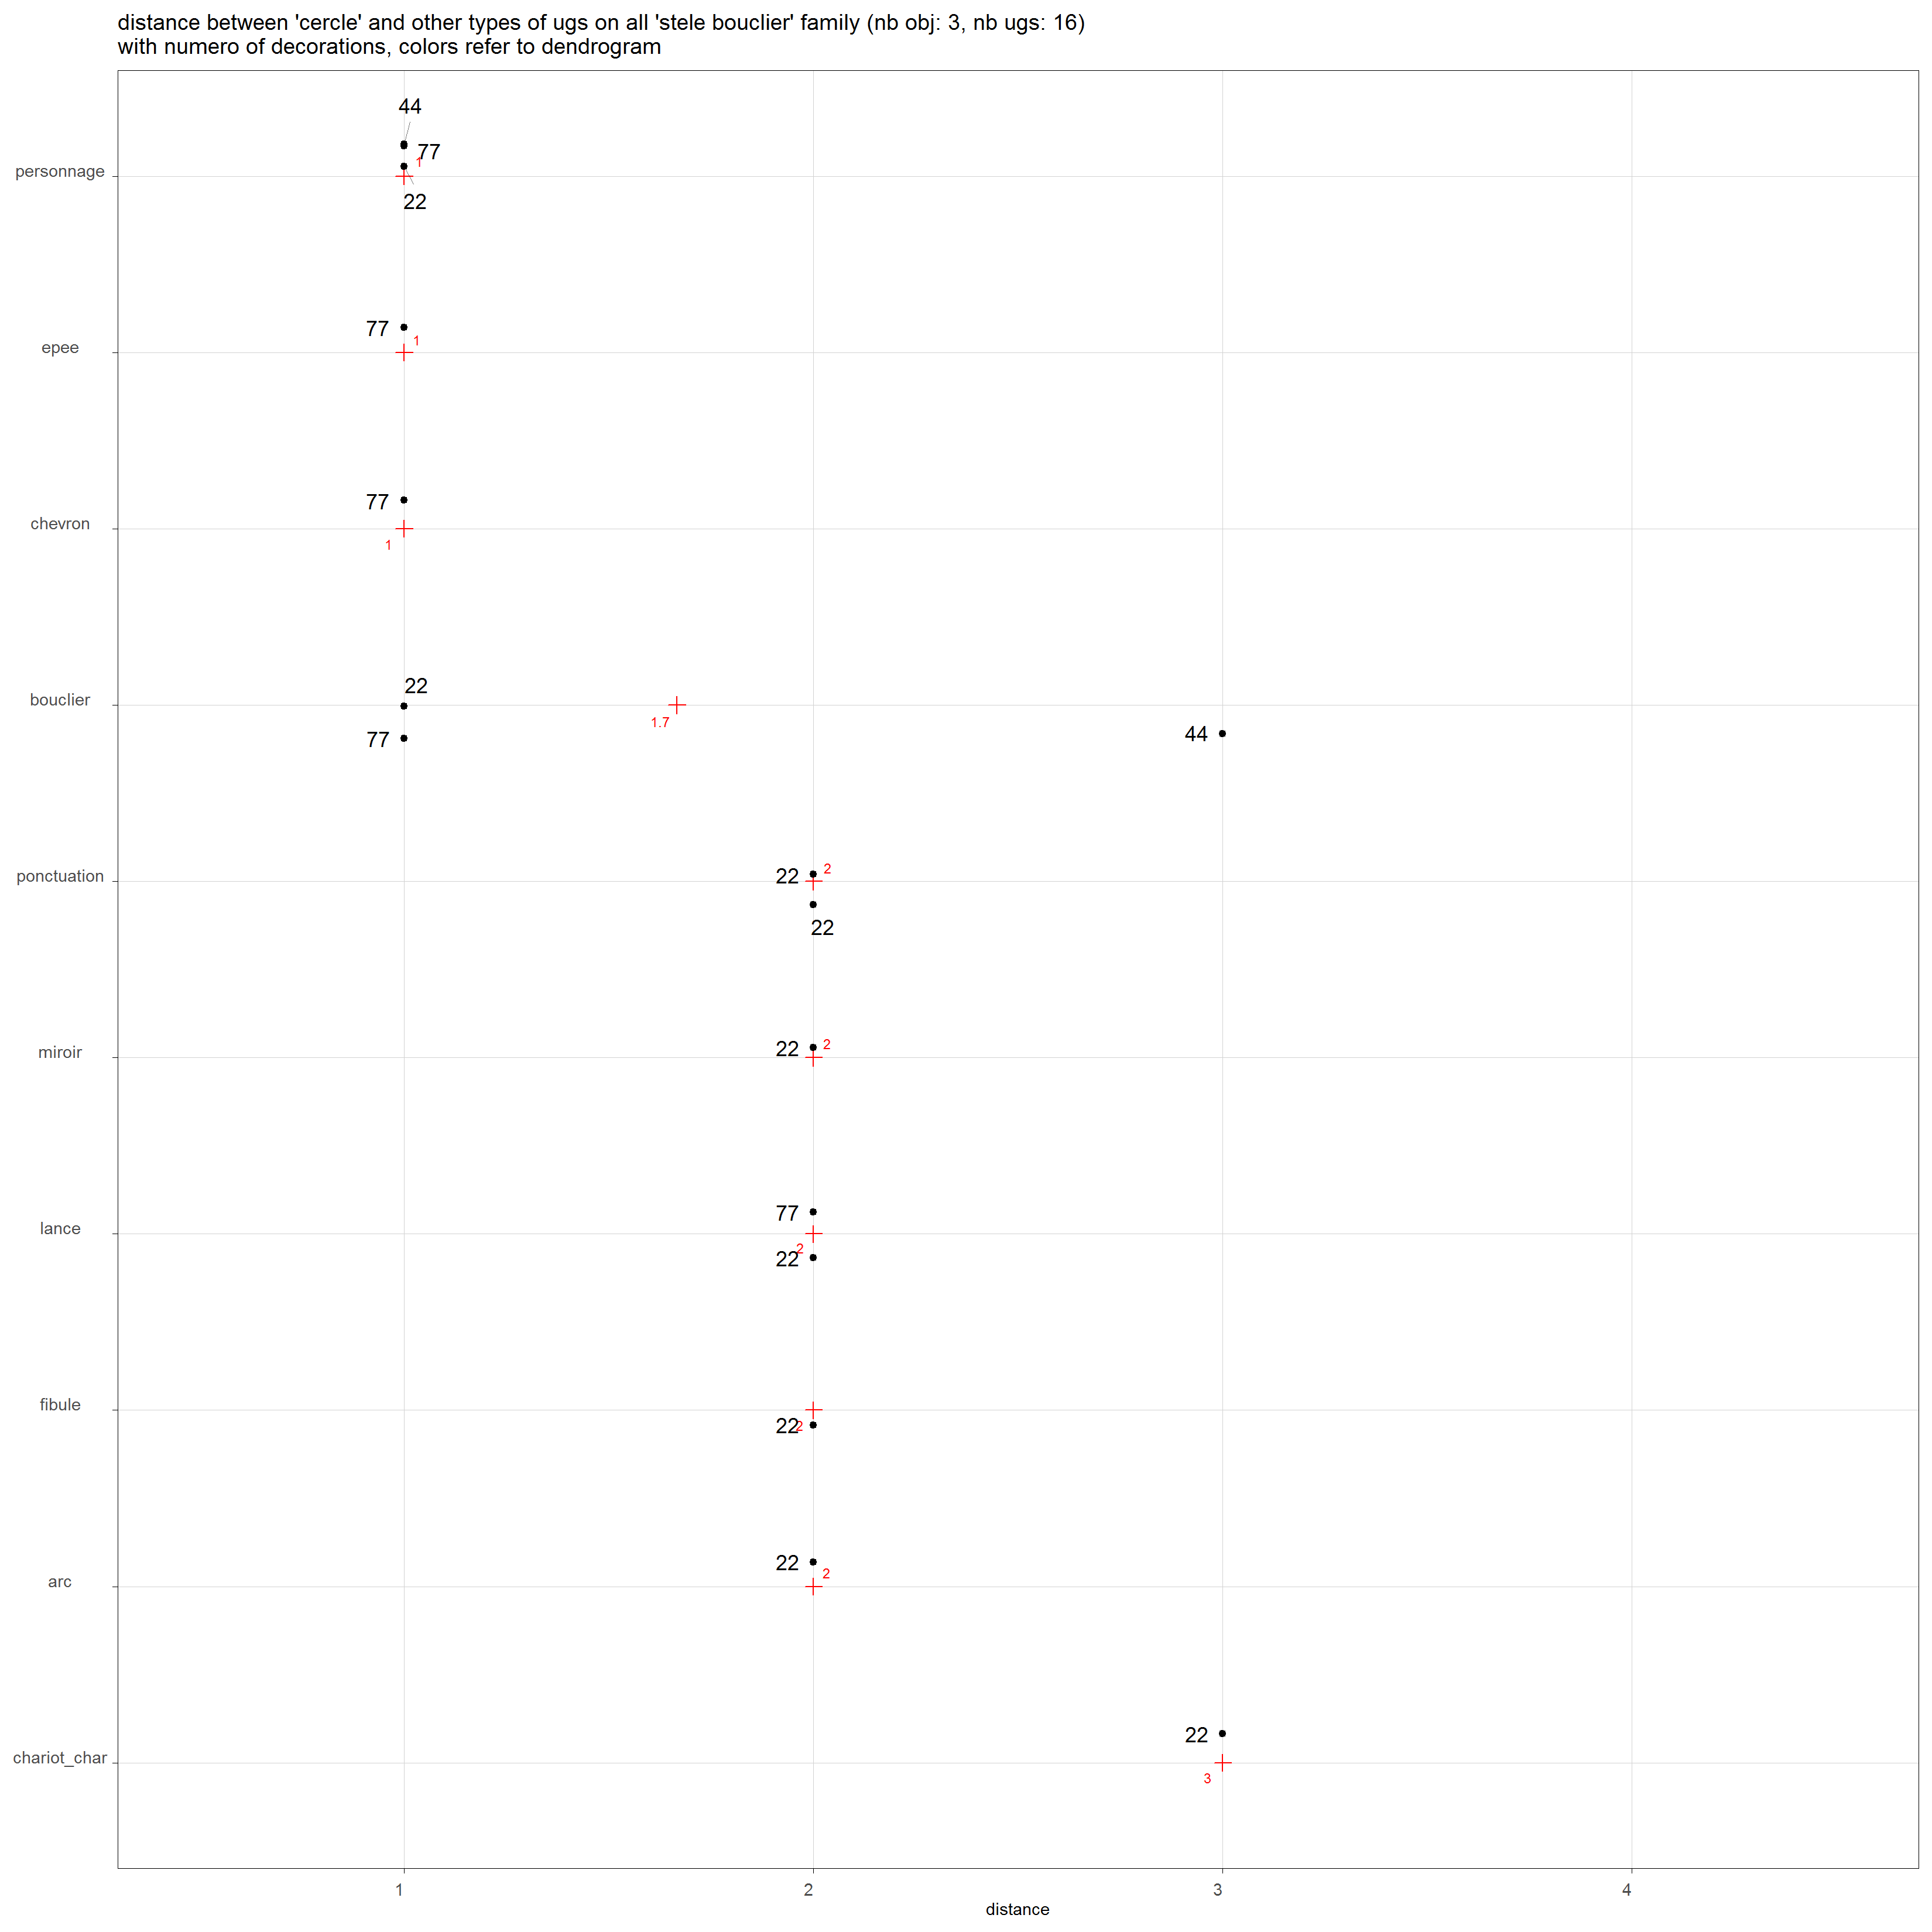 distance between 'cercle' and other types of ugs on all 'stele bouclier' family (nb obj: 3, nb ugs: 16)
with numero of decorations, colors refer to dendrogram
44
77
1
personnage
22
77
1
epee
77
chevron
1
22
bouclier
1.7
77
44
ponctuation
22
2
22
miroir
22
2
77
lance
2
22
fibule
22
2
22
2
arc
22
chariot_char
3
1
2
3
4
distance